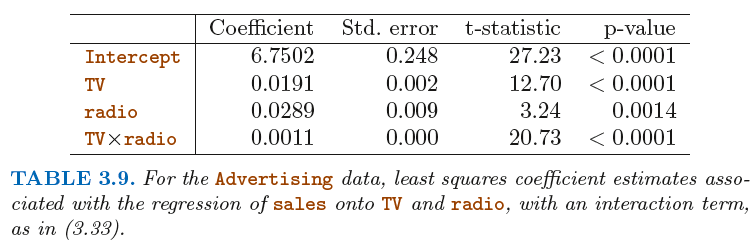 Coefficient Std. error t-statistic p-value
Intercept 6.7502 0.248 27.23 < 0.0001
TV 0.0191 0.002 12.70 < 0.0001
radio 0.0289 0.009 3.24 0.0014
TV×radio 0.0011 0.000 20.73 < 0.0001
TABLE 3.9. For the Advertising data, least squares coefficient estimates asso-
ciated with the regression of sales onto TV and radio, with an interaction term,
as in (3.33).